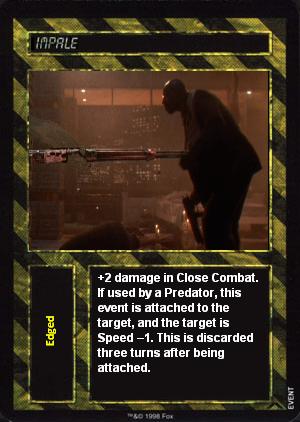 IMPALE
+2 damage in Close Combat.
If used by a Predator, this
event is attached to the
target, and the target is
Speed –1. This is discarded
three turns after being
attached.
Edged
EVENT
™&© 1998 Fox